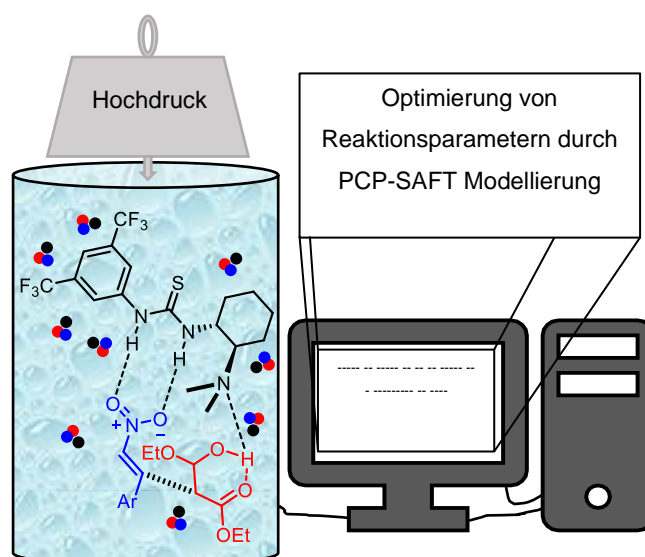 Hochdruck
Optimierung von
Reaktionsparametern durch
PCP-SAFT Modellierung
CF3
F3C
S
N
N
H
H
N
O
O
N
+
−
EtO
O
H
O
Ar
OEt